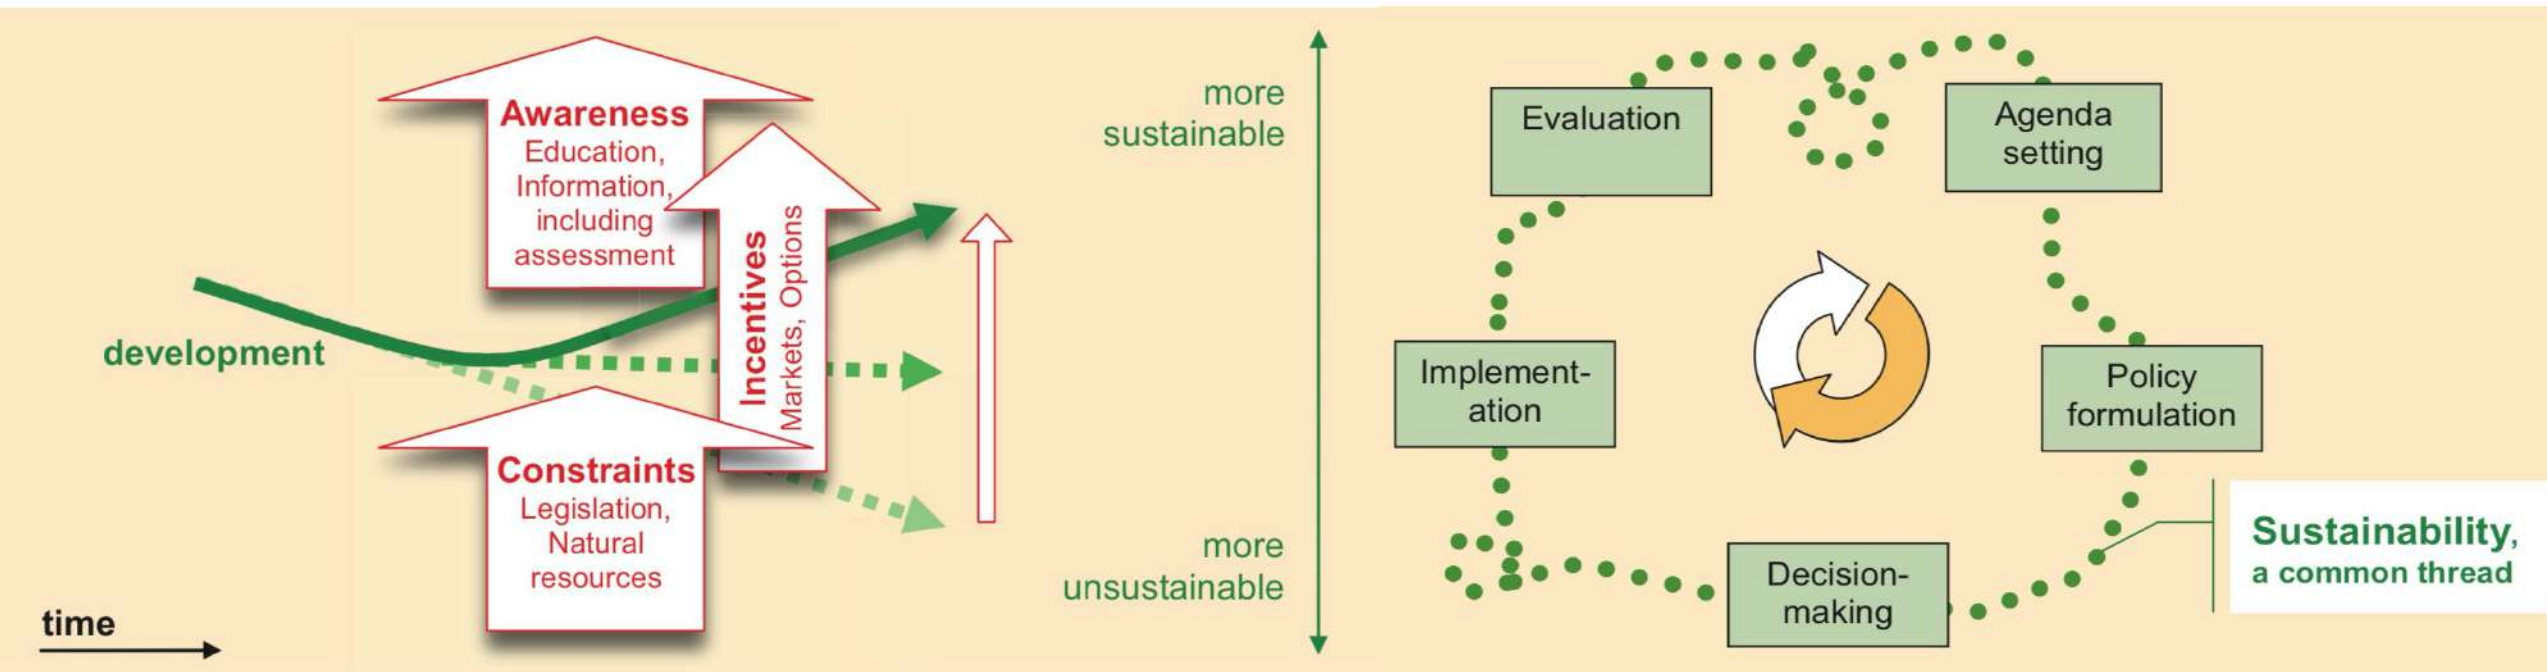 Awareness
Education,
Information,
including
assessment
Incentives
Markets, Options
development
Constraints
Legislation,
Natural
resources
time
more
sustainable
more
unsustainable
Evaluation
Agenda
setting
Implement-
ation
Policy
formulation
Decision-
making
Sustainability,
a common thread